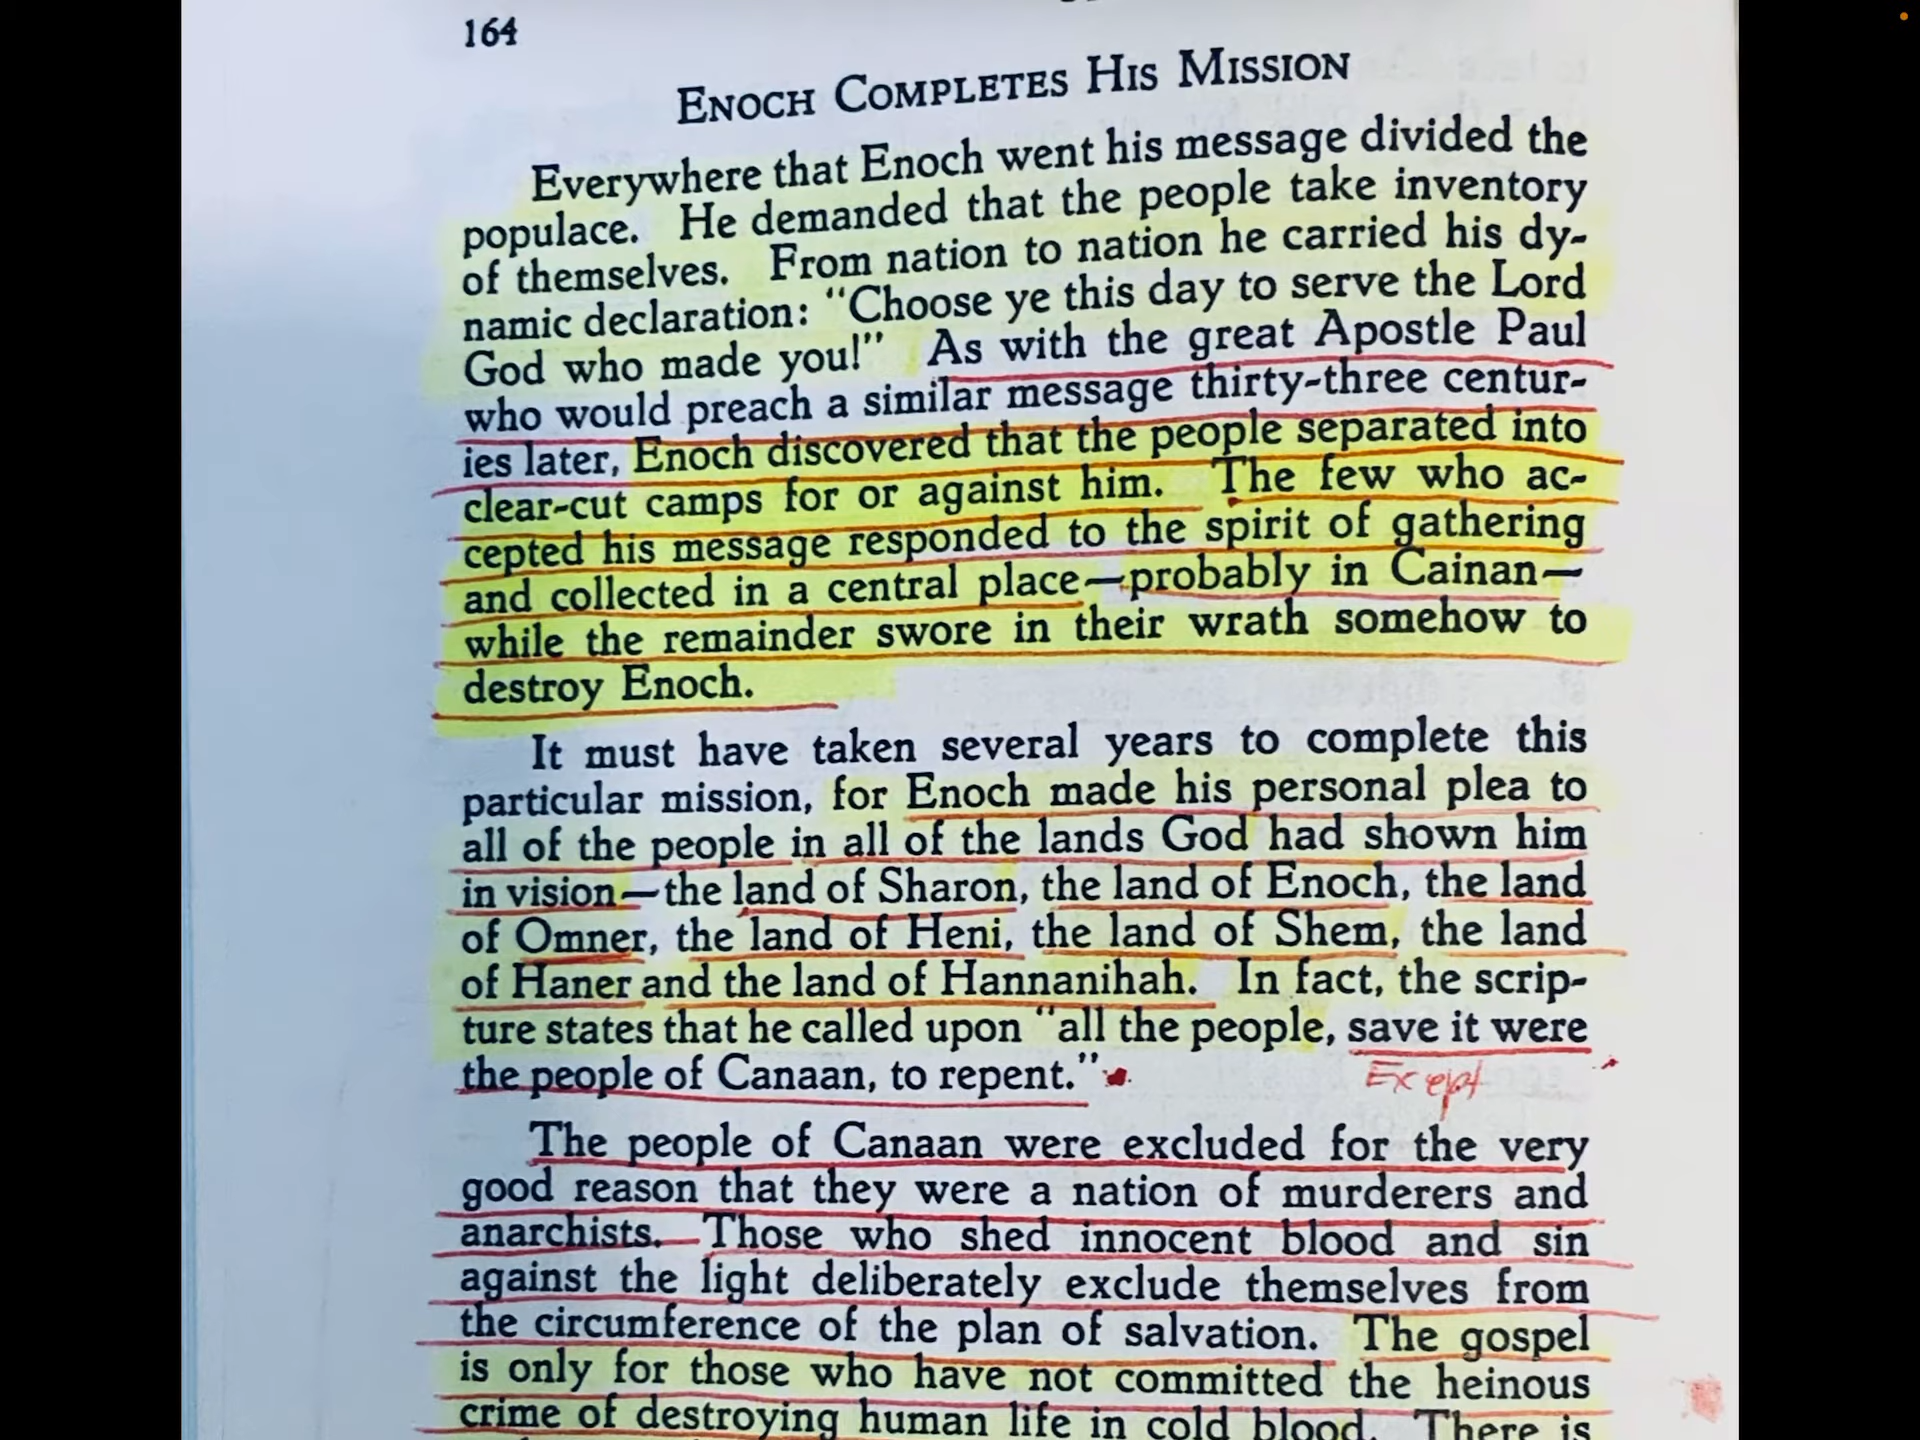 164
Enoch Completes His Mission
Everywhere that Enoch went his message divided the
populace. He demanded that the people take inventory
of themselves. From nation to nation he carried his dy-
namic declaration: "Choose ye this day to serve the Lord
God who made you!" As with the great Apostle Paul
who would preach a similar message thirty-three centur-
ies later, Enoch discovered that the people separated into
clear-cut camps for or against him. The few who ac-
cepted his message responded to the spirit of gathering
and collected in a central place—probably in Cainan—
while the remainder swore in their wrath somehow to
destroy Enoch.
It must have taken several years to complete this
particular mission, for Enoch made his personal plea to
all of the people in all of the lands God had shown him
in vision—the land of Sharon, the land of Enoch, the land
of Omner, the land of Heni, the land of Shem, the land
of Haner and the land of Hannanihah. In fact, the scrip-
ture states that he called upon "all the people, save it were
the people of Canaan, to repent."
Except
The people of Canaan were excluded for the very
good reason that they were a nation of murderers and
anarchists. Those who shed innocent blood and sin
against the light deliberately exclude themselves from
the circumference of the plan of salvation. The gospel
is only for those who have not committed the heinous
crime of destroying human life in cold blood. There is